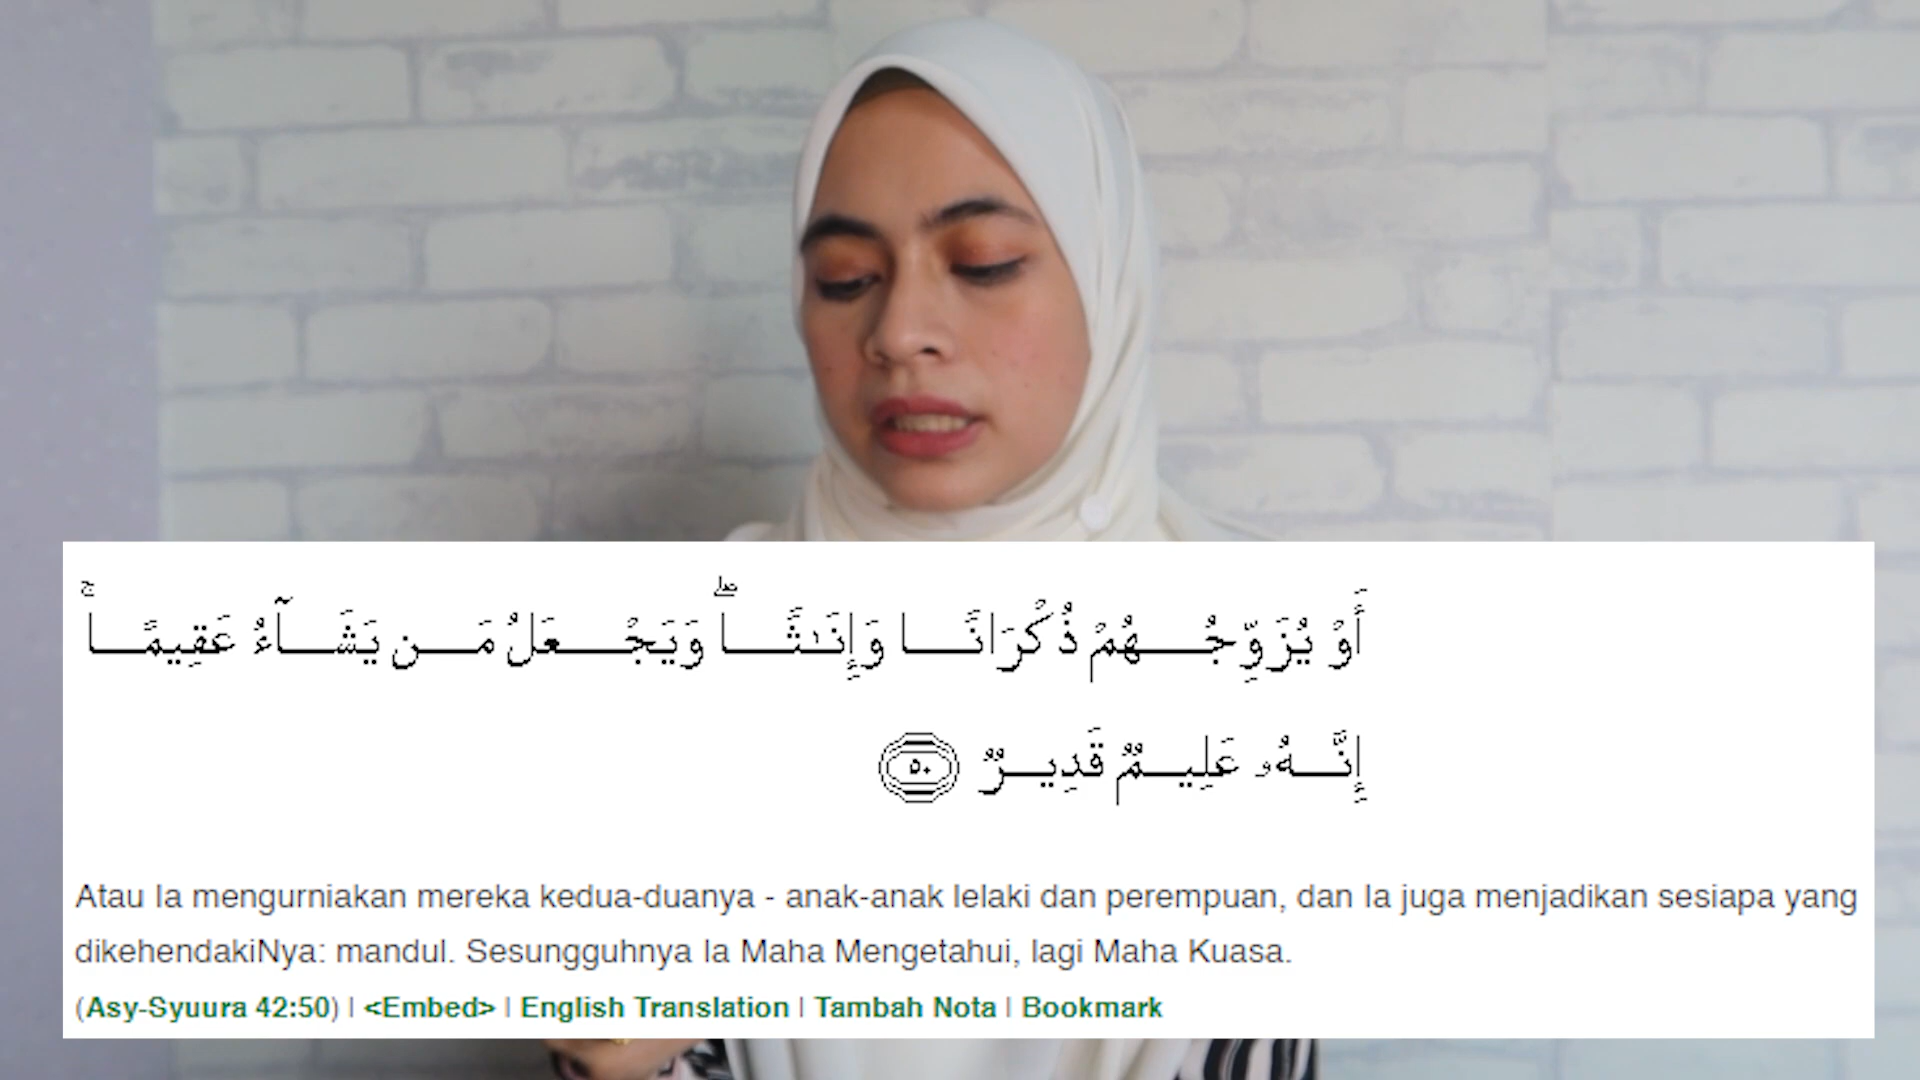 أَوْ يُزَوِّجُهُمْ ذُكْرَانًا وَإِنَـٰثًا ۖ وَيَجْعَلُ مَن يَشَآءُ عَقِيمًا ۚ
إِنَّهُۥ عَلِيمٌ قَدِيرٌ ٥٠
Atau Ia mengurniakan mereka kedua-duanya - anak-anak lelaki dan perempuan, dan Ia juga menjadikan sesiapa yang
dikehendakiNya: mandul. Sesungguhnya Ia Maha Mengetahui, lagi Maha Kuasa.
(Asy-Syuura 42:50) | <Embed> | English Translation | Tambah Nota | Bookmark